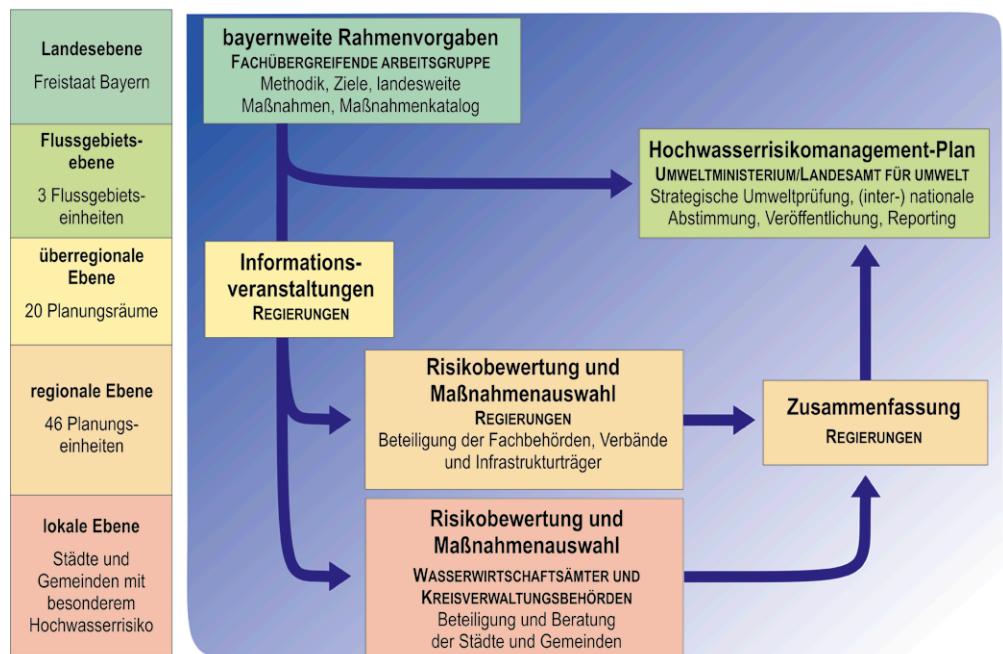 Landesebene
Freistaat Bayern
Flussgebiets-
ebene
3 Flussgebiets-
einheiten
überregionale
Ebene
20 Planungsräume
regionale Ebene
46 Planungs-
einheiten
lokale Ebene
Städte und
Gemeinden mit
besonderem
Hochwasserrisiko
bayernweite Rahmenvorgaben
FACHÜBERGREIFENDE ARBEITSGRUPPE
Methodik, Ziele, landesweite
Maßnahmen, Maßnahmenkatalog
Hochwasserrisikomanagement-Plan
UMWELTMINISTERIUM/LANDESAMT FÜR UMWELT
Strategische Umweltprüfung, (inter-) nationale
Abstimmung, Veröffentlichung, Reporting
Informations-
veranstaltungen
REGIERUNGEN
Risikobewertung und
Maßnahmenauswahl
REGIERUNGEN
Beteiligung der Fachbehörden, Verbände
und Infrastrukturträger
Zusammenfassung
REGIERUNGEN
Risikobewertung und
Maßnahmenauswahl
WASSERWIRTSCHAFTSÄMTER UND
KREISVERWALTUNGSBEHÖRDEN
Beteiligung und Beratung
der Städte und Gemeinden